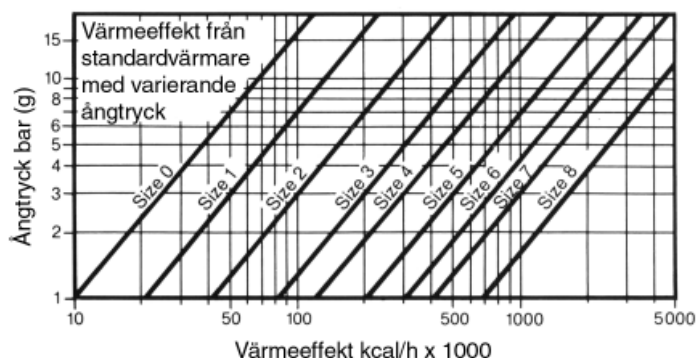 Värmeeffekt från
standardvärmare
med varierande
ångtryck
Ångtryck bar (g)
15
10
8
6
5
4
3
2
1
Size 0
Size 1
Size 2
Size 3
Size 4
Size 5
Size 6
Size 7
Size 8
10
50
100
500
1000
5000
Värmeeffekt kcal/h x 1000